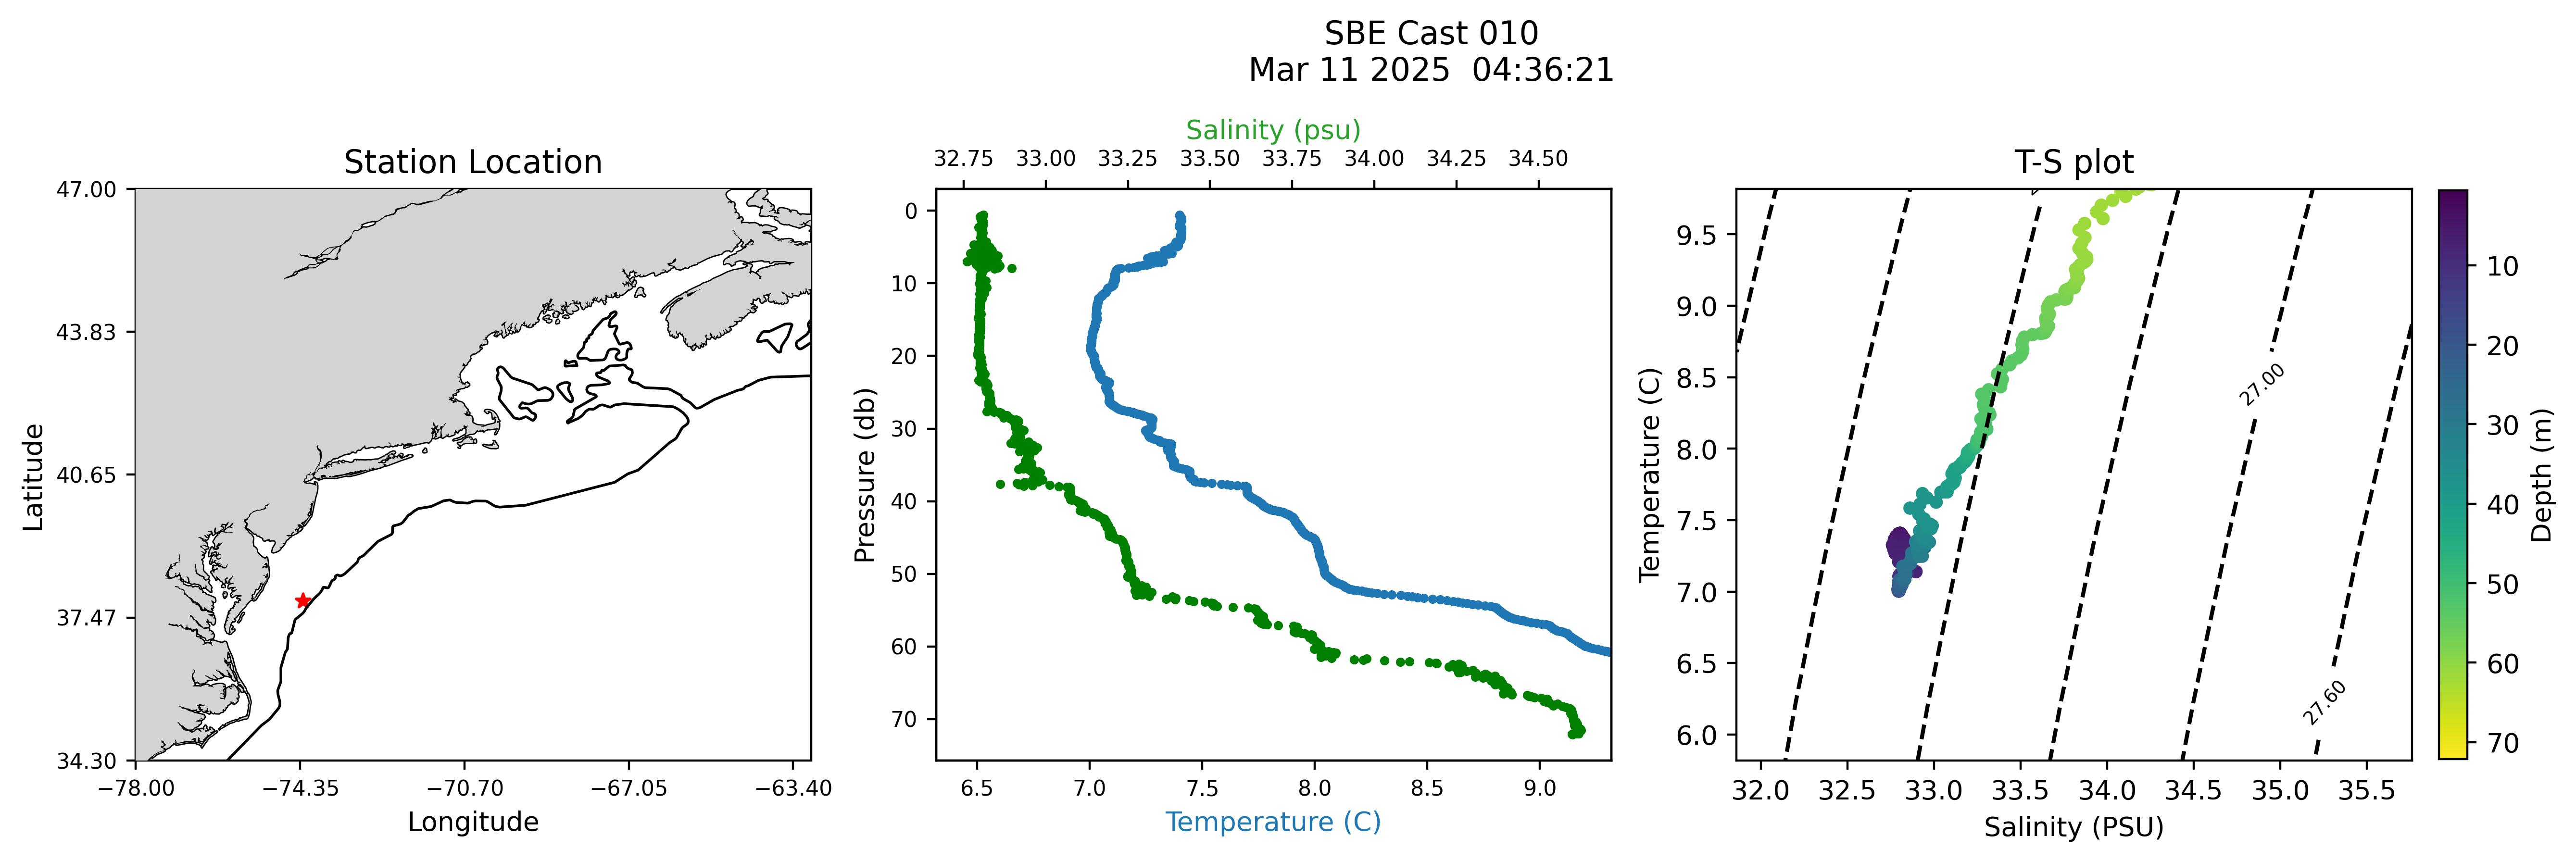 SBE Cast 010
Mar 11 2025  04:36:21
Station Location
47.00
43.83
40.65
37.47
34.30
Latitude
−78.00 −74.35 −70.70 −67.05 −63.40
Longitude
Salinity (psu)
32.75 33.00 33.25 33.50 33.75 34.00 34.25 34.50
0
10
20
30
40
50
60
70
Pressure (db)
6.5 7.0 7.5 8.0 8.5 9.0
Temperature (C)
T-S plot
9.5
9.0
8.5
8.0
7.5
7.0
6.5
6.0
Temperature (C)
27.00
27.60
32.0 32.5 33.0 33.5 34.0 34.5 35.0 35.5
Salinity (PSU)
10
20
30
40
50
60
70
Depth (m)